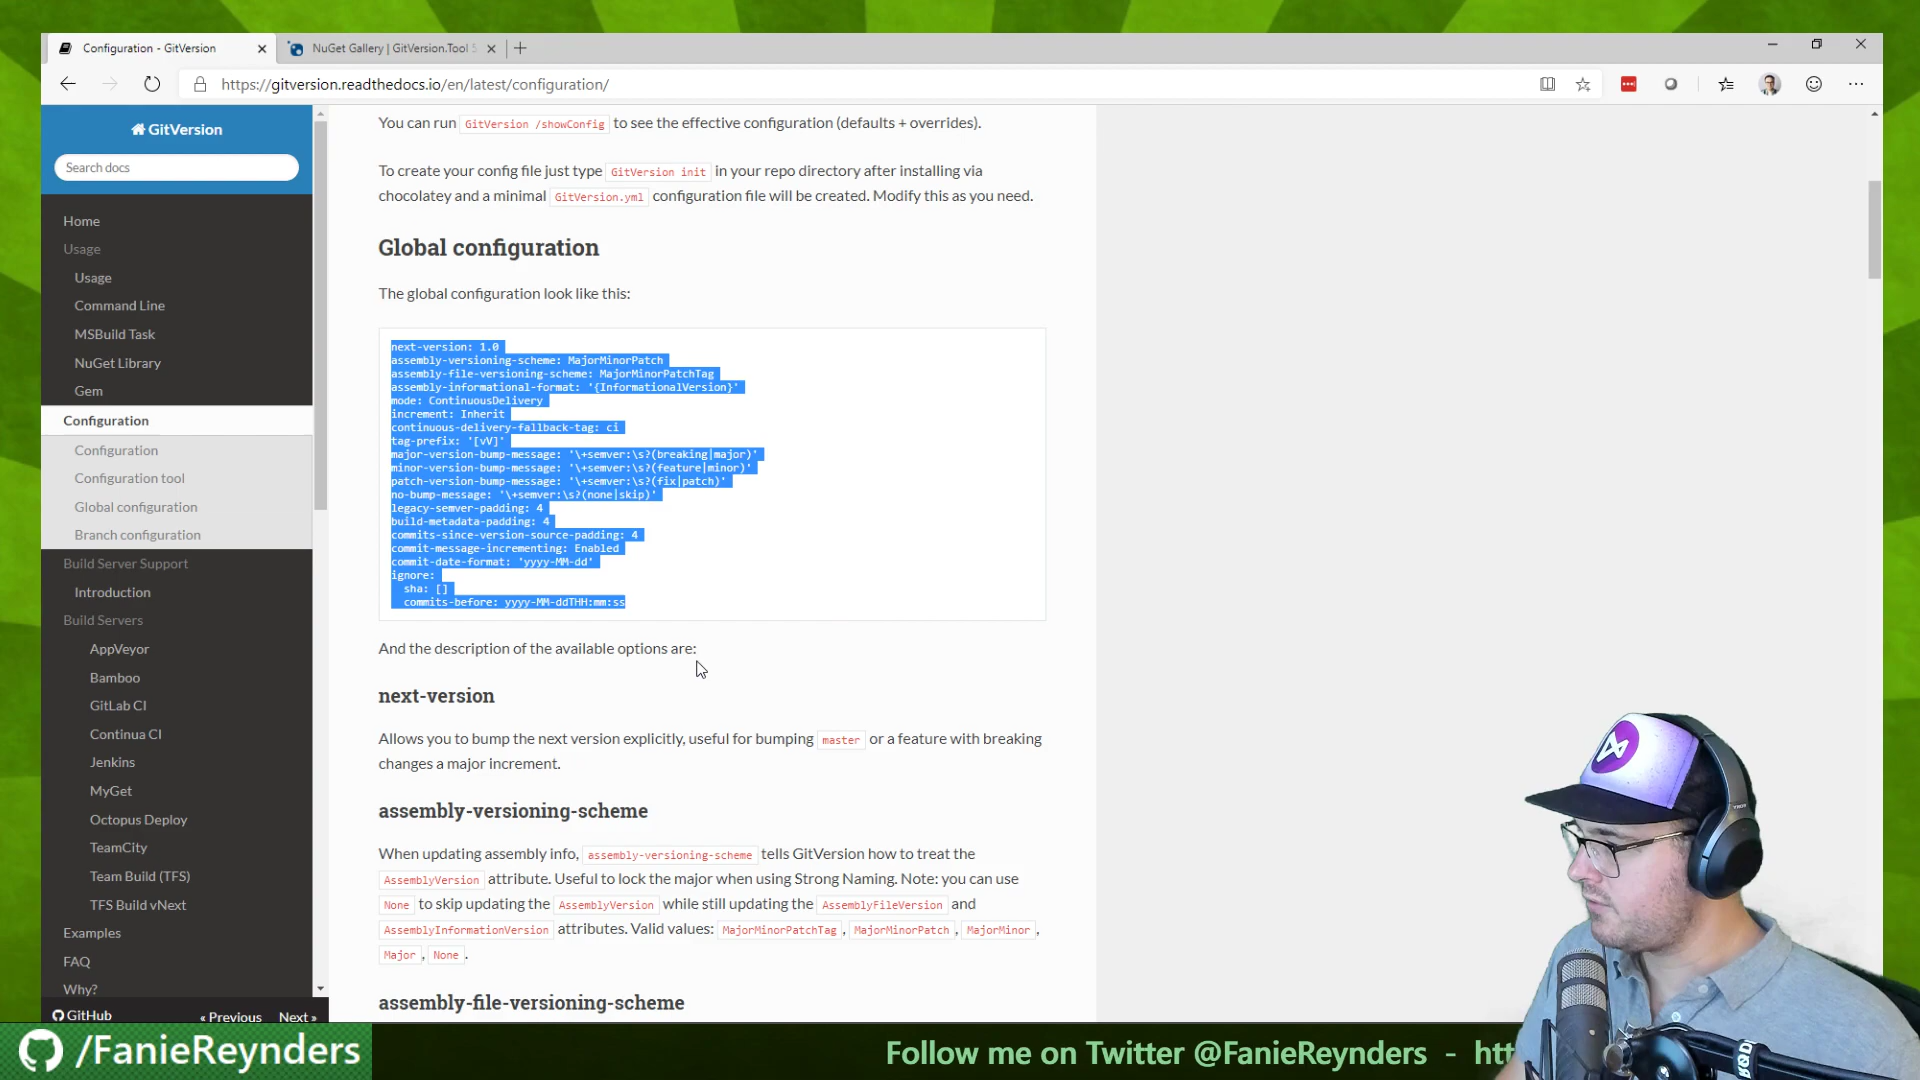 Configuration - GitVersion
NuGet Gallery | GitVersion.Tool
https://gitversion.readthedocs.io/en/latest/configuration/
GitVersion
Search docs
Home
Usage
Usage
Command Line
MSBuild Task
NuGet Library
Gem
Configuration
Configuration
Configuration tool
Global configuration
Branch configuration
Build Server Support
Introduction
Build Servers
AppVeyor
Bamboo
GitLab CI
Continua CI
Jenkins
MyGet
Octopus Deploy
TeamCity
Team Build (TFS)
TFS Build vNext
Examples
FAQ
Why?
GitHub
« Previous
Next »
You can run GitVersion /showConfig to see the effective configuration (defaults + overrides).
To create your config file just type GitVersion init in your repo directory after installing via
chocolatey and a minimal GitVersion.yml configuration file will be created. Modify this as you need.
Global configuration
The global configuration look like this:
next-version: 1.0
assembly-versioning-scheme: MajorMinorPatch
assembly-file-versioning-scheme: MajorMinorPatchTag
assembly-informational-format: '{InformationalVersion}'
mode: ContinuousDelivery
increment: Inherit
continuous-delivery-fallback-tag: ci
tag-prefix: '[vV]'
major-version-bump-message: '\+semver:\s?(breaking|major)'
minor-version-bump-message: '\+semver:\s?(feature|minor)'
patch-version-bump-message: '\+semver:\s?(fix|patch)'
no-bump-message: '\+semver:\s?(none|skip)'
legacy-semver-padding: 4
build-metadata-padding: 4
commits-since-version-source-padding: 4
commit-message-incrementing: Enabled
commit-date-format: 'yyyy-MM-dd'
ignore:
  sha: []
  commits-before: yyyy-MM-ddTHH:mm:ss
And the description of the available options are:
next-version
Allows you to bump the next version explicitly, useful for bumping master or a feature with breaking
changes a major increment.
assembly-versioning-scheme
When updating assembly info, assembly-versioning-scheme tells GitVersion how to treat the
AssemblyVersion attribute. Useful to lock the major when using Strong Naming. Note: you can use
None to skip updating the AssemblyVersion while still updating the AssemblyFileVersion and
AssemblyInformationVersion attributes. Valid values: MajorMinorPatchTag, MajorMinorPatch, MajorMinor,
Major, None.
assembly-file-versioning-scheme
/FanieReynders
Follow me on Twitter @FanieReynders - htt